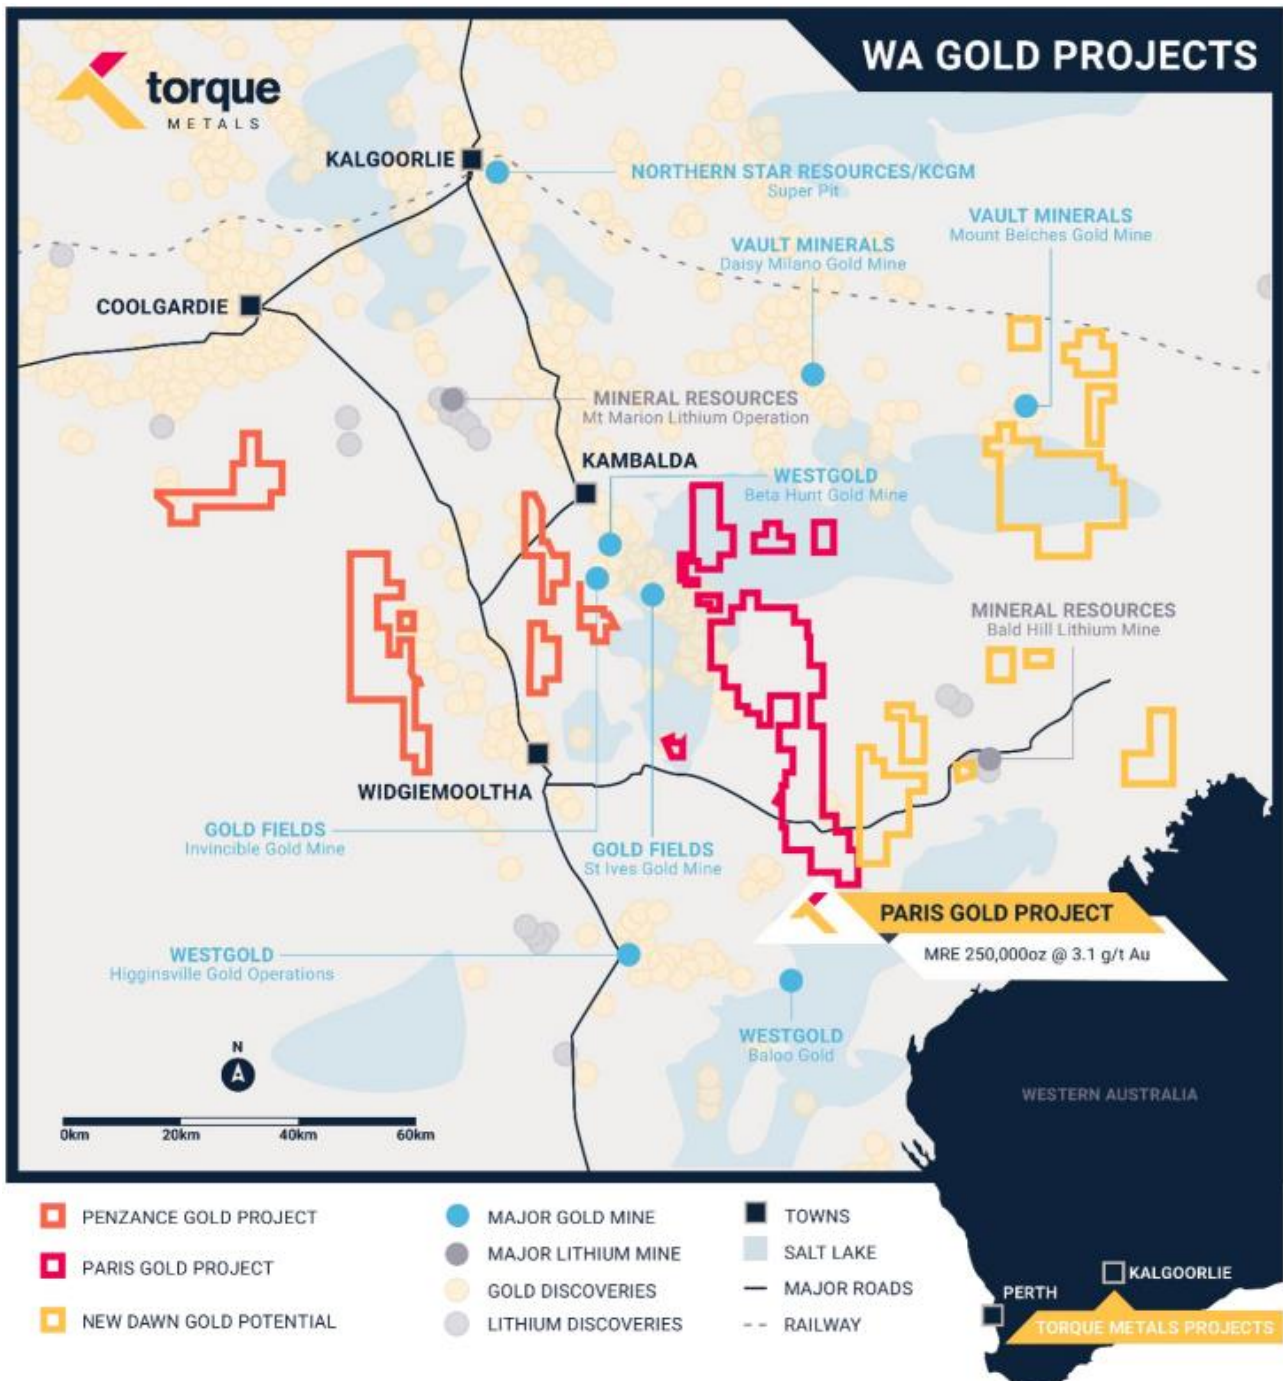 WA GOLD PROJECTS
torque
METALS
KALGOORLIE
NORTHERN STAR RESOURCES/KCGM
Super Pit
VAULT MINERALS
Mount Belches Gold Mine
VAULT MINERALS
Daisy Milano Gold Mine
COOLGARDIE
MINERAL RESOURCES
Mt Marion Lithium Operation
KAMBALDA
WESTGOLD
Beta Hunt Gold Mine
MINERAL RESOURCES
Bald Hill Lithium Mine
WIDGIEMOOLTHA
GOLD FIELDS
Invincible Gold Mine
GOLD FIELDS
St Ives Gold Mine
PARIS GOLD PROJECT
MRE 250,000oz @ 3.1 g/t Au
WESTGOLD
Higginsville Gold Operations
WESTGOLD
Baloo Gold
N
A
0km 20km 40km 60km
WESTERN AUSTRALIA
PENZANCE GOLD PROJECT
PARIS GOLD PROJECT
NEW DAWN GOLD POTENTIAL
MAJOR GOLD MINE
MAJOR LITHIUM MINE
GOLD DISCOVERIES
LITHIUM DISCOVERIES
TOWNS
SALT LAKE
MAJOR ROADS
RAILWAY
KALGOORLIE
PERTH
TORQUE METALS PROJECTS